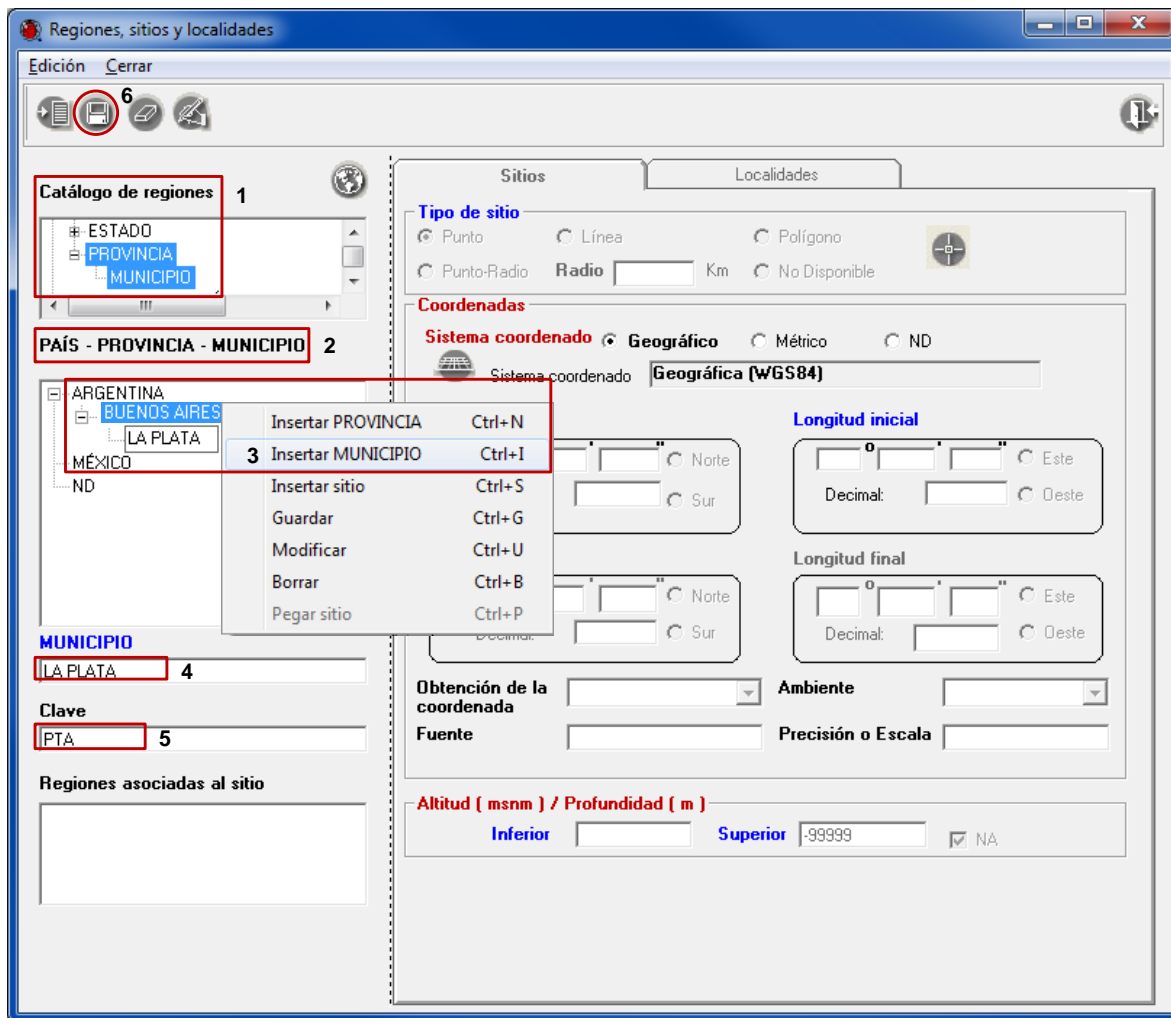 Regiones, sitios y localidades
Edición Cerrar
6
Catálogo de regiones 1
ESTADO
PROVINCIA
MUNICIPIO
PAÍS - PROVINCIA - MUNICIPIO 2
ARGENTINA
BUENOS AIRES
LA PLATA
MÉXICO
ND
Insertar PROVINCIA Ctrl+N
3 Insertar MUNICIPIO Ctrl+I
Insertar sitio Ctrl+S
Guardar Ctrl+G
Modificar Ctrl+U
Borrar Ctrl+B
Pegar sitio Ctrl+P
MUNICIPIO
LA PLATA 4
Clave
PTA 5
Regiones asociadas al sitio
Sitios Localidades
Tipo de sitio
Punto Línea Polígono
Punto-Radio Radio Km No Disponible
Coordenadas
Sistema coordenado Geográfico Métrico ND
Sistema coordenado Geográfica (WGS84)
Longitud inicial
' " Norte o ' " Este
Sur Decimal: Oeste
Longitud final
' " Norte o ' " Este
Decimal: Sur Decimal: Oeste
Obtención de la coordenada Ambiente
Fuente Precisión o Escala
Altitud ( msnm ) / Profundidad ( m )
Inferior Superior -99999 NA